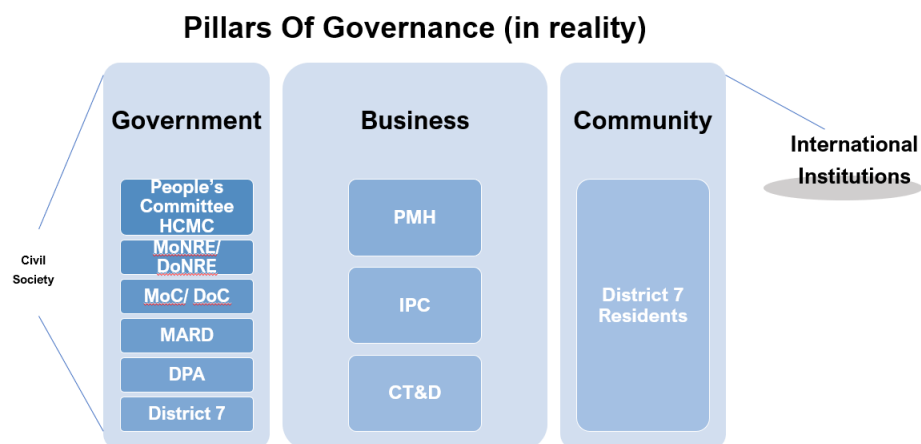 Pillars Of Governance (in reality)
Government
People's
Committee
HCMC
MoNRE/
DoNRE
MoC/ DoC
MARD
DPA
District 7
Business
PMH
IPC
CT&D
Community
District 7
Residents
International
Institutions
Civil
Society